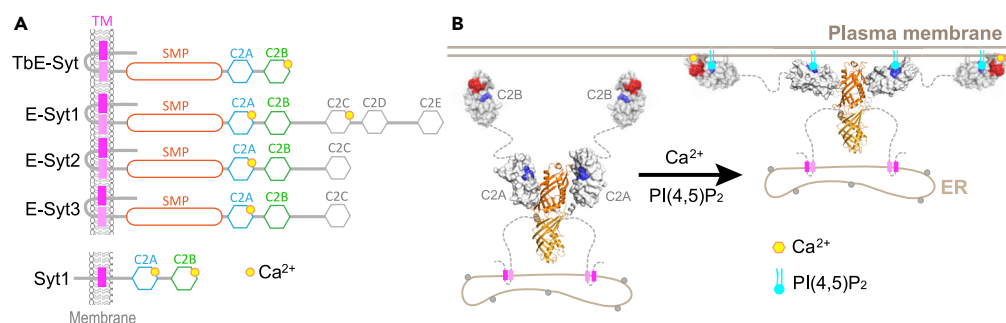 A
TM
TbE-Syt
SMP
C2A
C2B
E-Syt1
SMP
C2A
C2B
C2C
C2D
C2E
E-Syt2
SMP
C2A
C2B
C2C
E-Syt3
SMP
C2A
C2B
C2C
Syt1
C2A
C2B
Ca²⁺
Membrane
B
Plasma membrane
C2B
C2B
C2A
C2A
Ca²⁺
PI(4,5)P₂
ER
Ca²⁺
PI(4,5)P₂